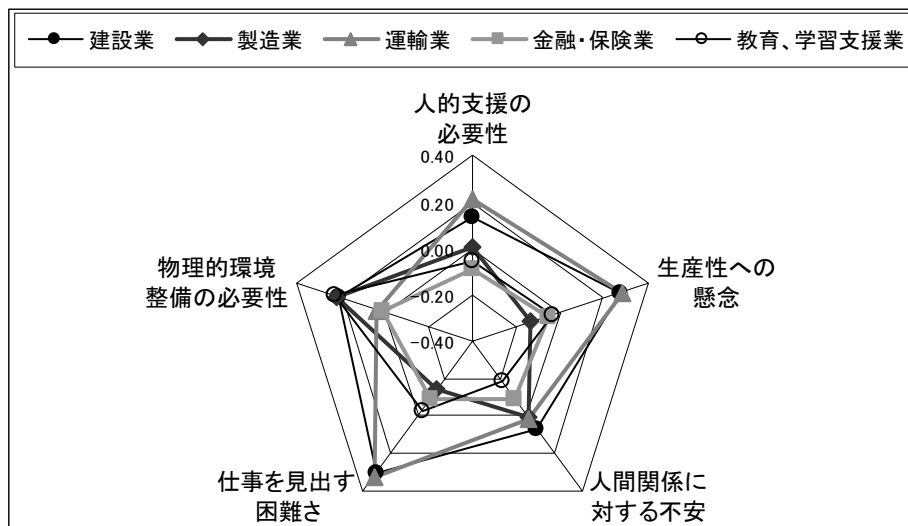 建設業 製造業 運輸業 金融・保険業 教育、学習支援業
人的支援の
必要性
0.40
0.20
0.00
−0.20
−0.40
生産性への
懸念
人間関係に
対する不安
仕事を見出す
困難さ
物理的環境
整備の必要性